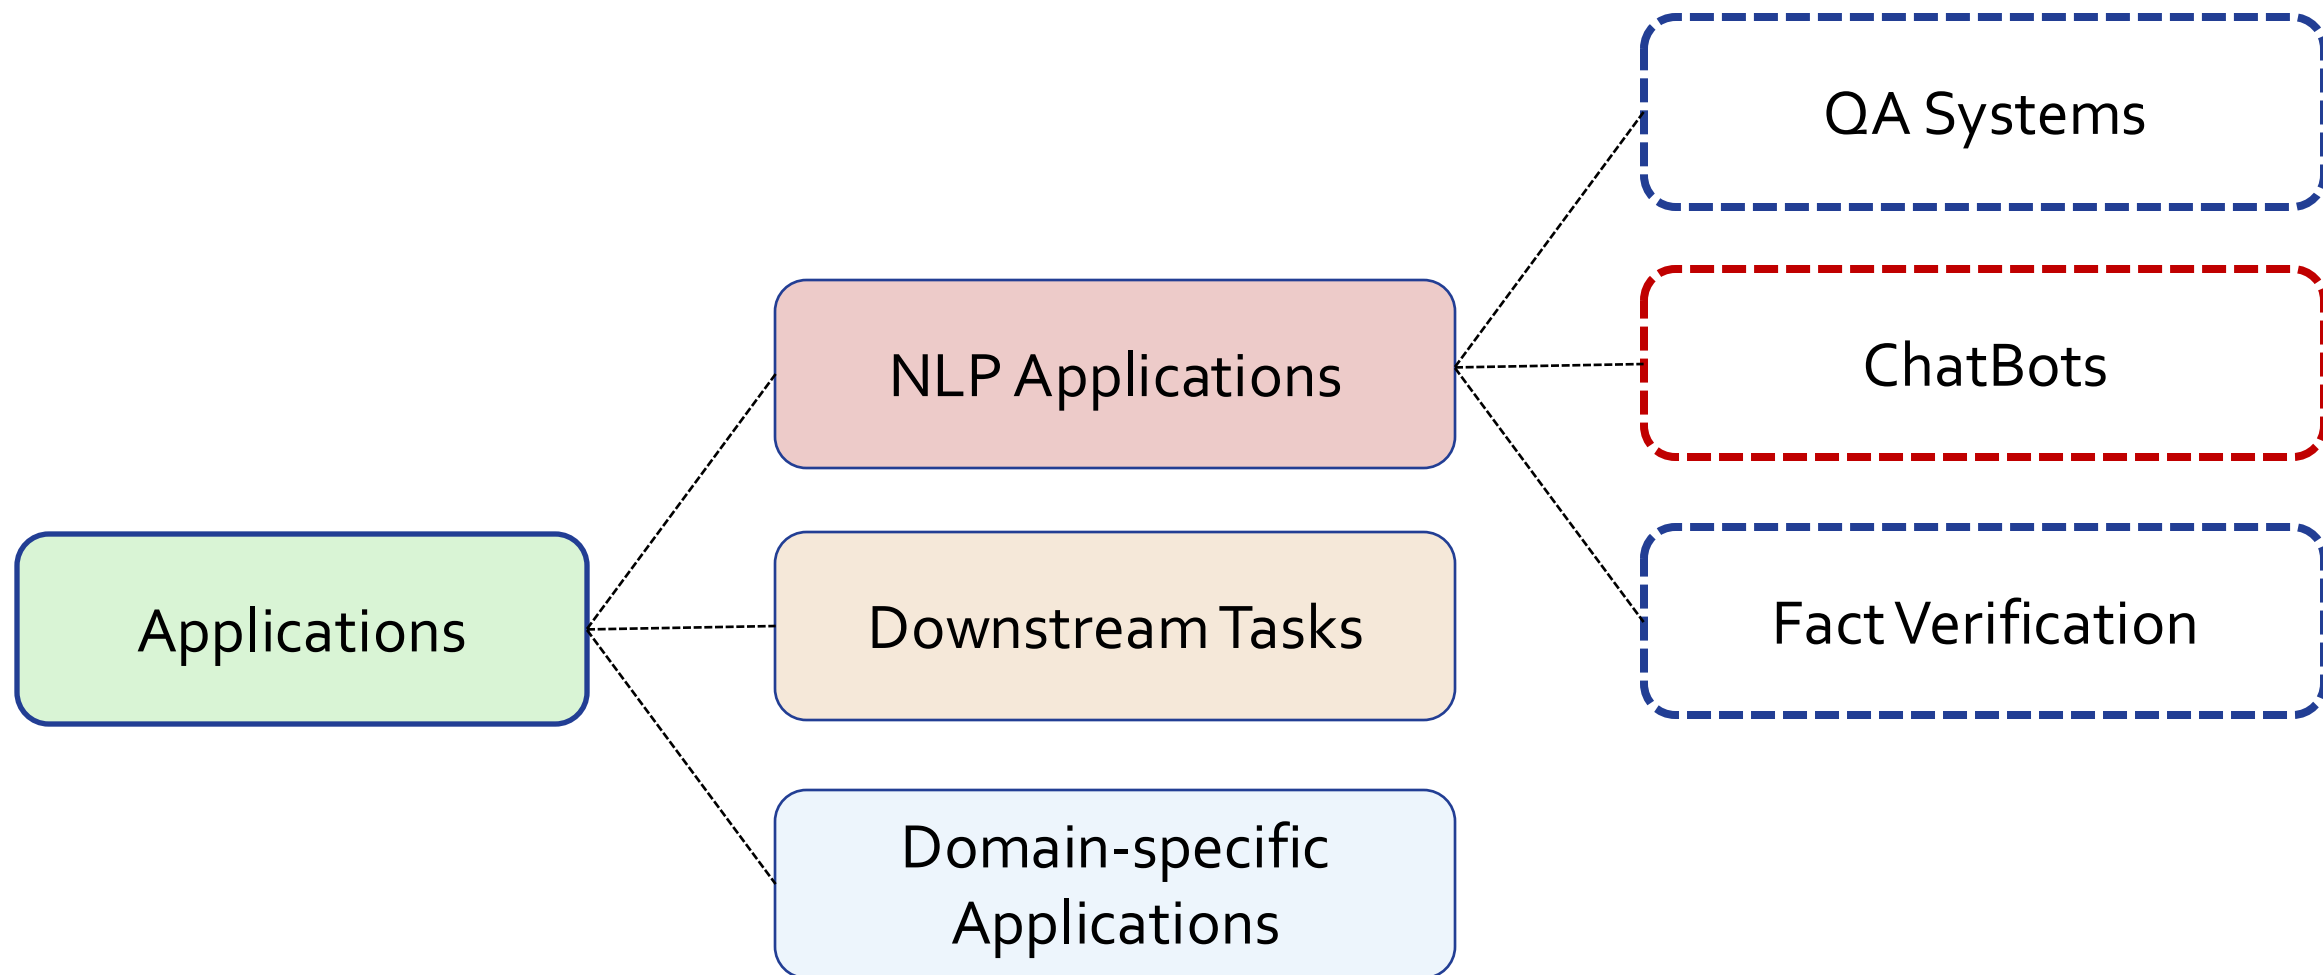 Applications
NLP Applications
Downstream Tasks
Domain-specific
Applications
QA Systems
ChatBots
Fact Verification